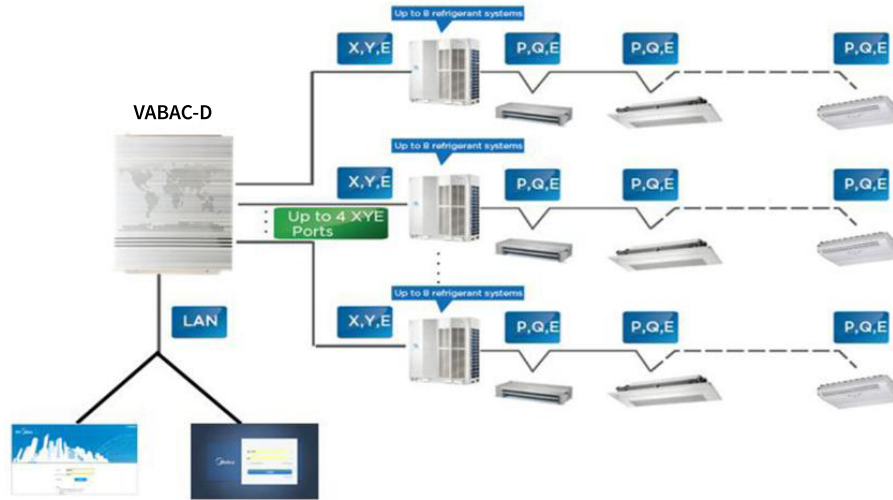 Up to 8 refrigerant systems
X,Y,E
P,Q,E
P,Q,E
P,Q,E
VABAC-D
Up to 8 refrigerant systems
X,Y,E
P,Q,E
P,Q,E
P,Q,E
Up to 4 XYE
Ports
Up to 8 refrigerant systems
X,Y,E
P,Q,E
P,Q,E
P,Q,E
LAN
Midea